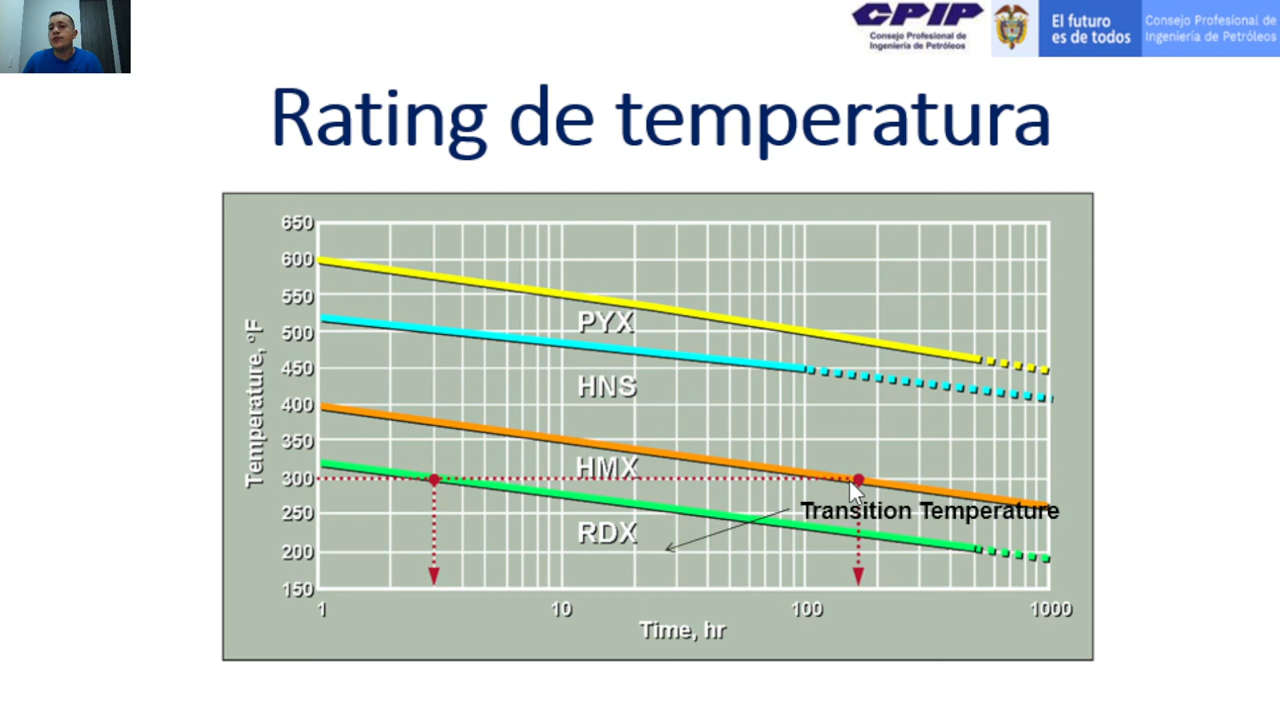 CPIP
Consejo Profesional de
Ingeniería de Petróleos
El futuro
es de todos
Consejo Profesional de
Ingeniería de Petróleos
Rating de temperatura
650
600
550
500
450
400
350
300
250
200
150
Temperature, °F
PYX
HNS
HMX
RDX
Transition Temperature
1
10
100
1000
Time, hr